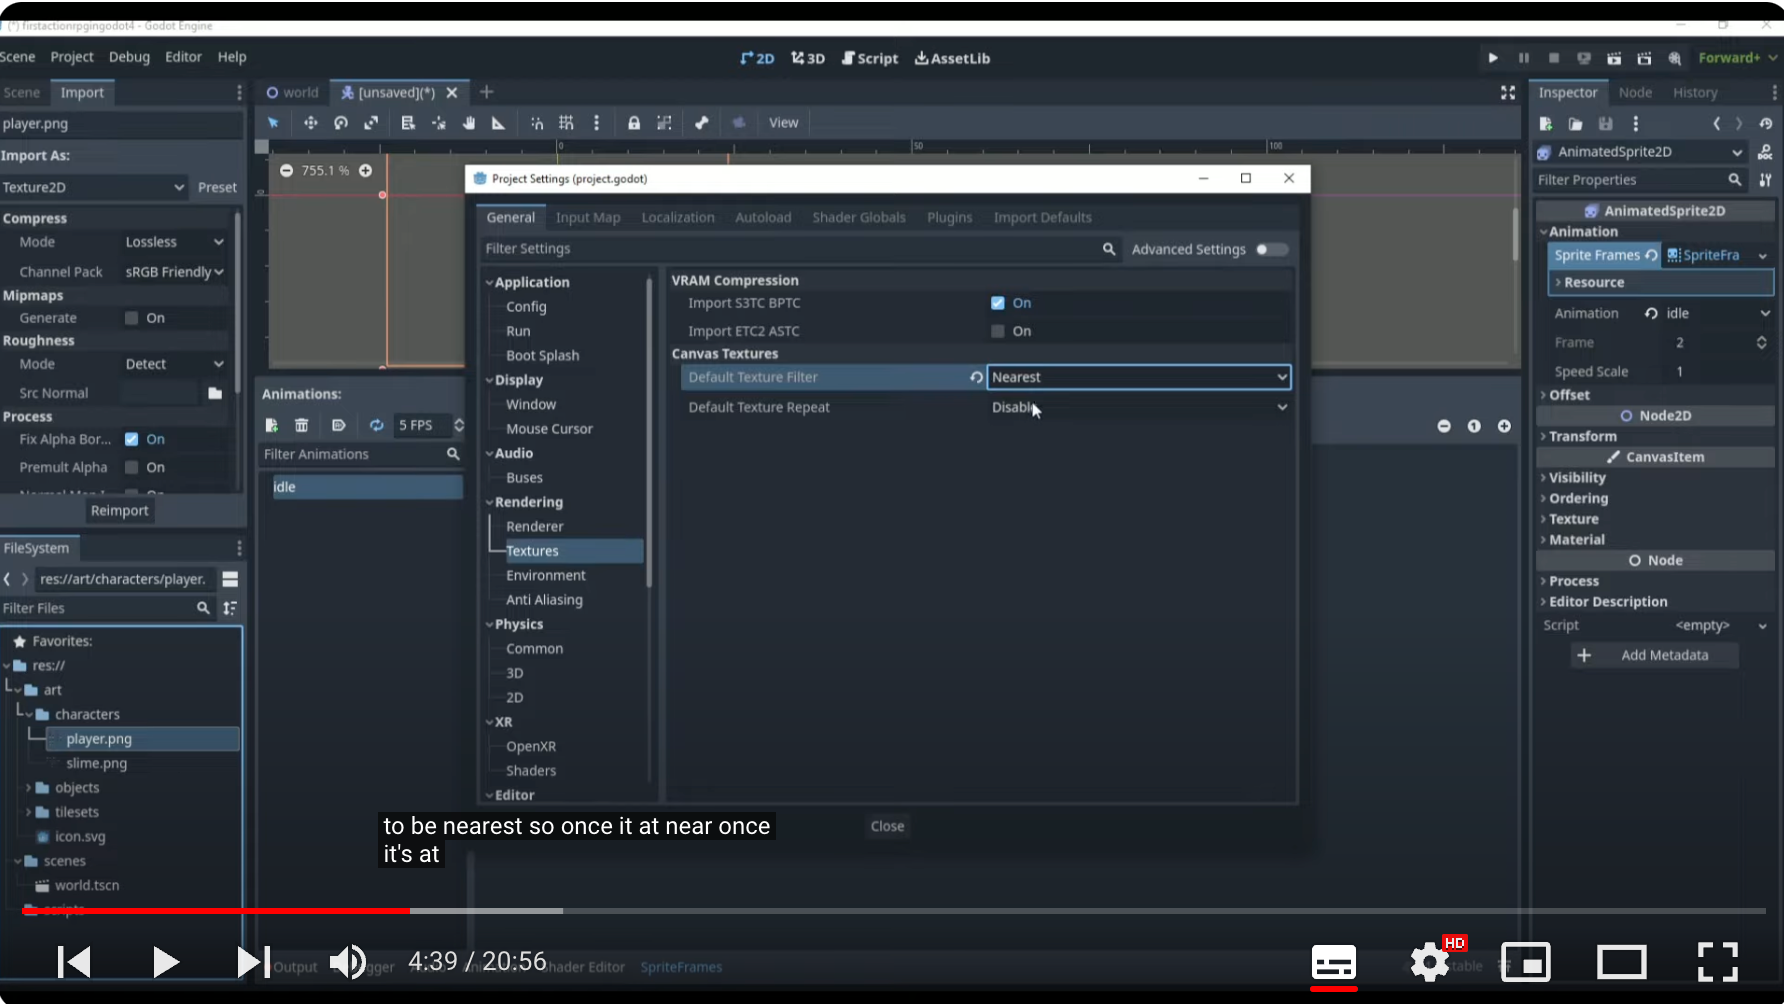 (*) firstactionrpgingodot4 - Godot Engine
Scene Project Debug Editor Help
2D 3D Script AssetLib
Forward+
Scene Import
world [unsaved](*)
Inspector Node History
player.png
View
Import As:
Texture2D Preset
Compress
Mode Lossless
Channel Pack sRGB Friendly
Mipmaps
Generate On
Roughness
Mode Detect
Src Normal
Process
Fix Alpha Bor... On
Premult Alpha On
Reimport
0 50 100
755.1 %
Animations:
5 FPS
Filter Animations
idle
Project Settings (project.godot)
General Input Map Localization Autoload Shader Globals Plugins Import Defaults
Filter Settings
Advanced Settings
Application
Config
Run
Boot Splash
Display
Window
Mouse Cursor
Audio
Buses
Rendering
Renderer
Textures
Environment
Anti Aliasing
Physics
Common
3D
2D
XR
OpenXR
Shaders
Editor
VRAM Compression
Import S3TC BPTC On
Import ETC2 ASTC On
Canvas Textures
Default Texture Filter Nearest
Default Texture Repeat Disable
Close
AnimatedSprite2D
Filter Properties
AnimatedSprite2D
Animation
Sprite Frames SpriteFra
Resource
Animation idle
Frame 2
Speed Scale 1
Offset
Node2D
Transform
CanvasItem
Visibility
Ordering
Texture
Material
Node
Process
Editor Description
Script <empty>
Add Metadata
FileSystem
res://art/characters/player.
Filter Files
Favorites:
res://
art
characters
player.png
slime.png
objects
tilesets
icon.svg
scenes
world.tscn
scripts
to be nearest so once it at near once
it's at
4:39 / 20:56
Output Shader Editor SpriteFrames
HD